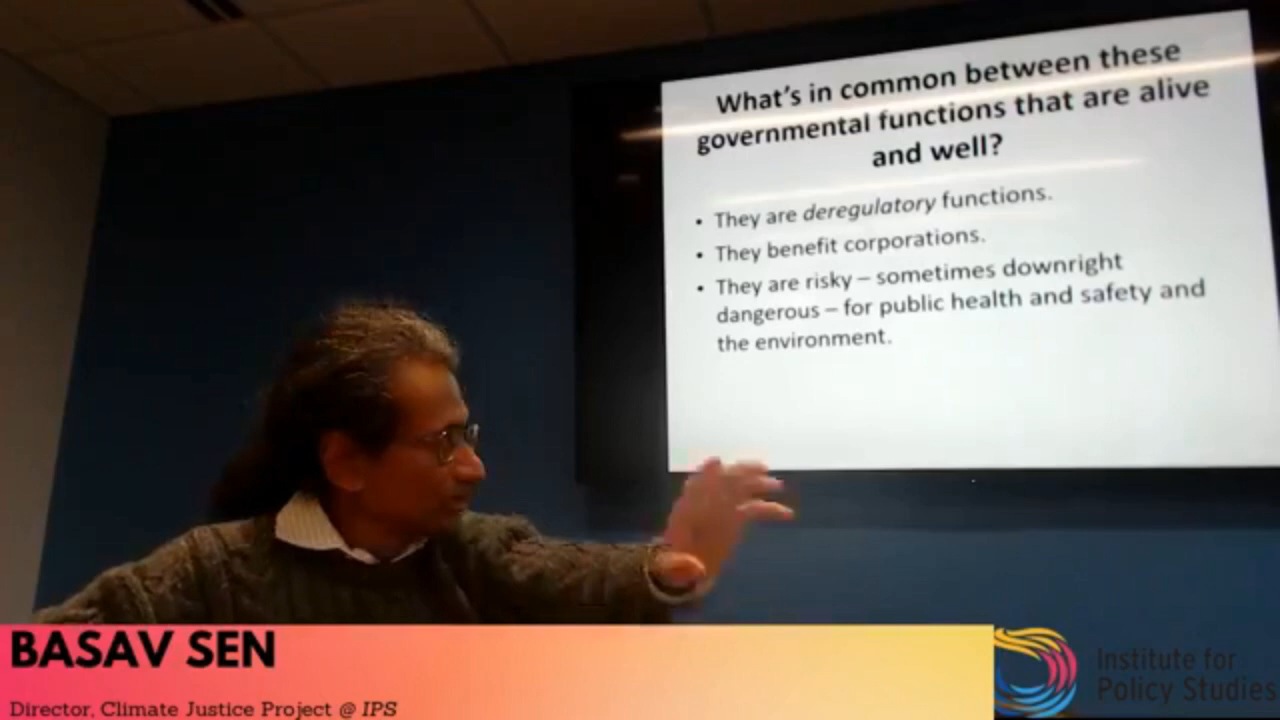 What's in common between these
governmental functions that are alive
and well?
• They are deregulatory functions.
• They benefit corporations.
• They are risky – sometimes downright
dangerous – for public health and safety and
the environment.
BASAV SEN
Director, Climate Justice Project @ IPS
Institute for
Policy Studies